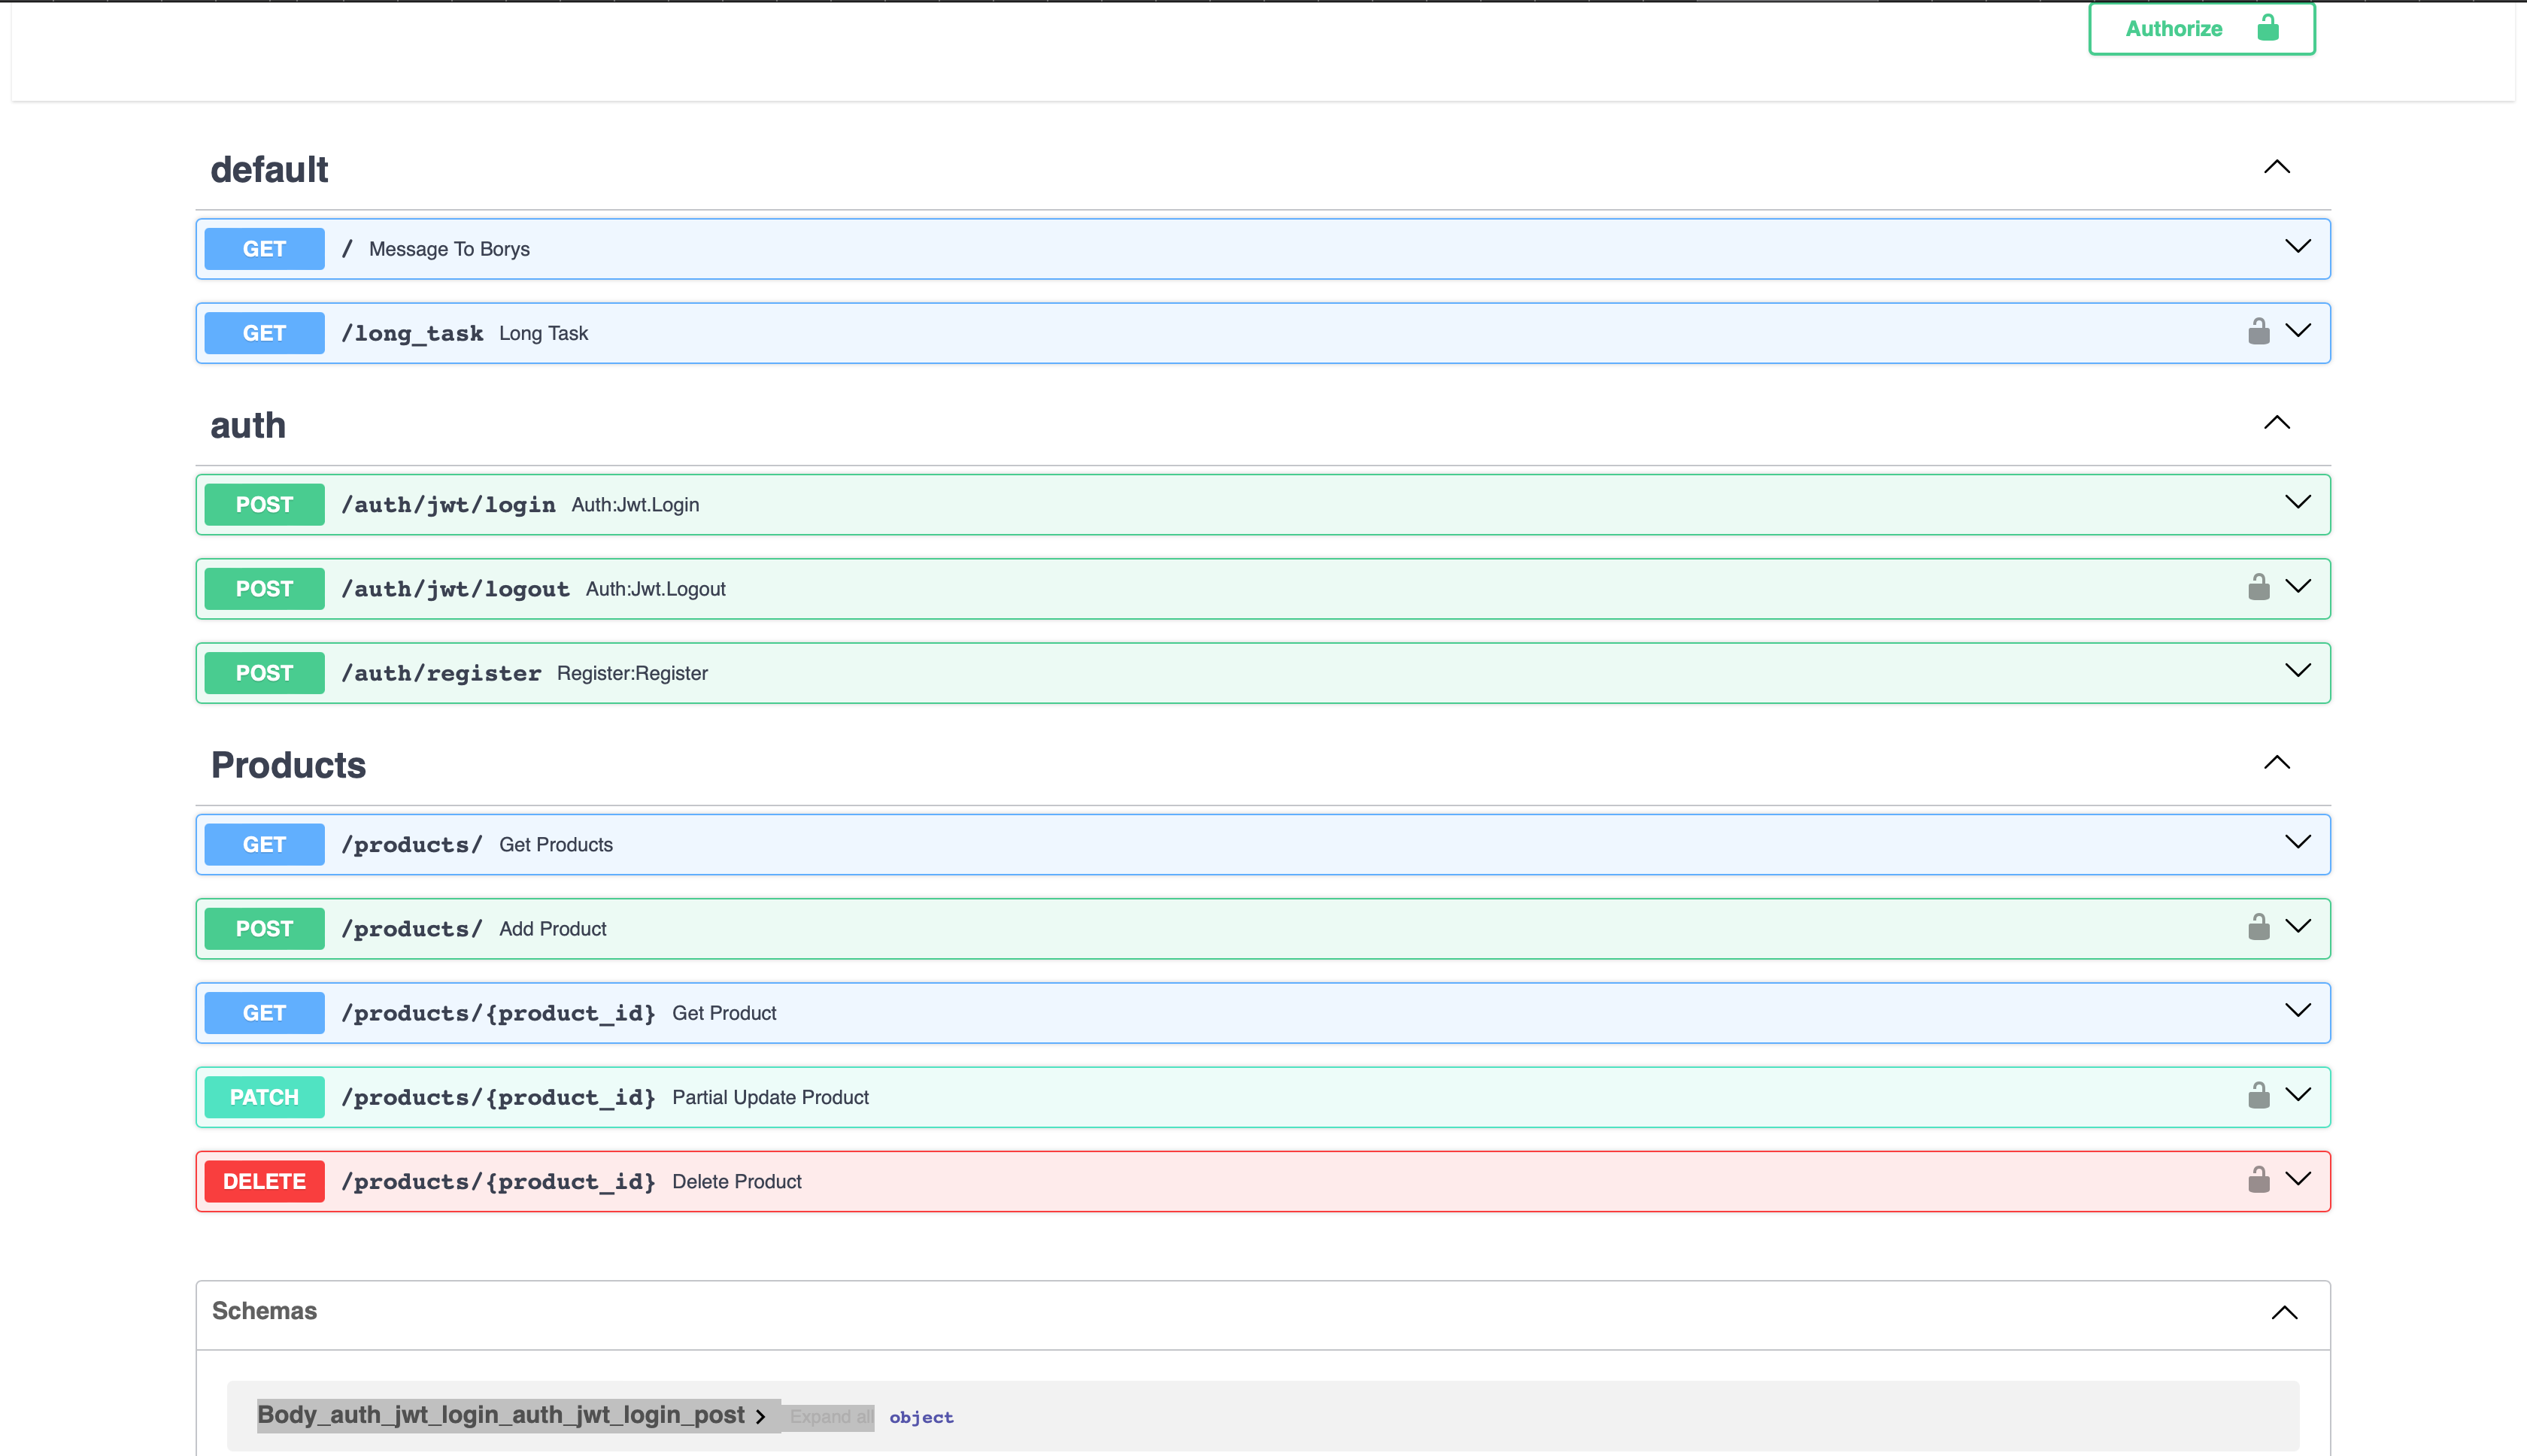 Authorize
default
GET / Message To Borys
GET /long_task Long Task
auth
POST /auth/jwt/login Auth:Jwt.Login
POST /auth/jwt/logout Auth:Jwt.Logout
POST /auth/register Register:Register
Products
GET /products/ Get Products
POST /products/ Add Product
GET /products/{product_id} Get Product
PATCH /products/{product_id} Partial Update Product
DELETE /products/{product_id} Delete Product
Schemas
Body_auth_jwt_login_auth_jwt_login_post Expand all object